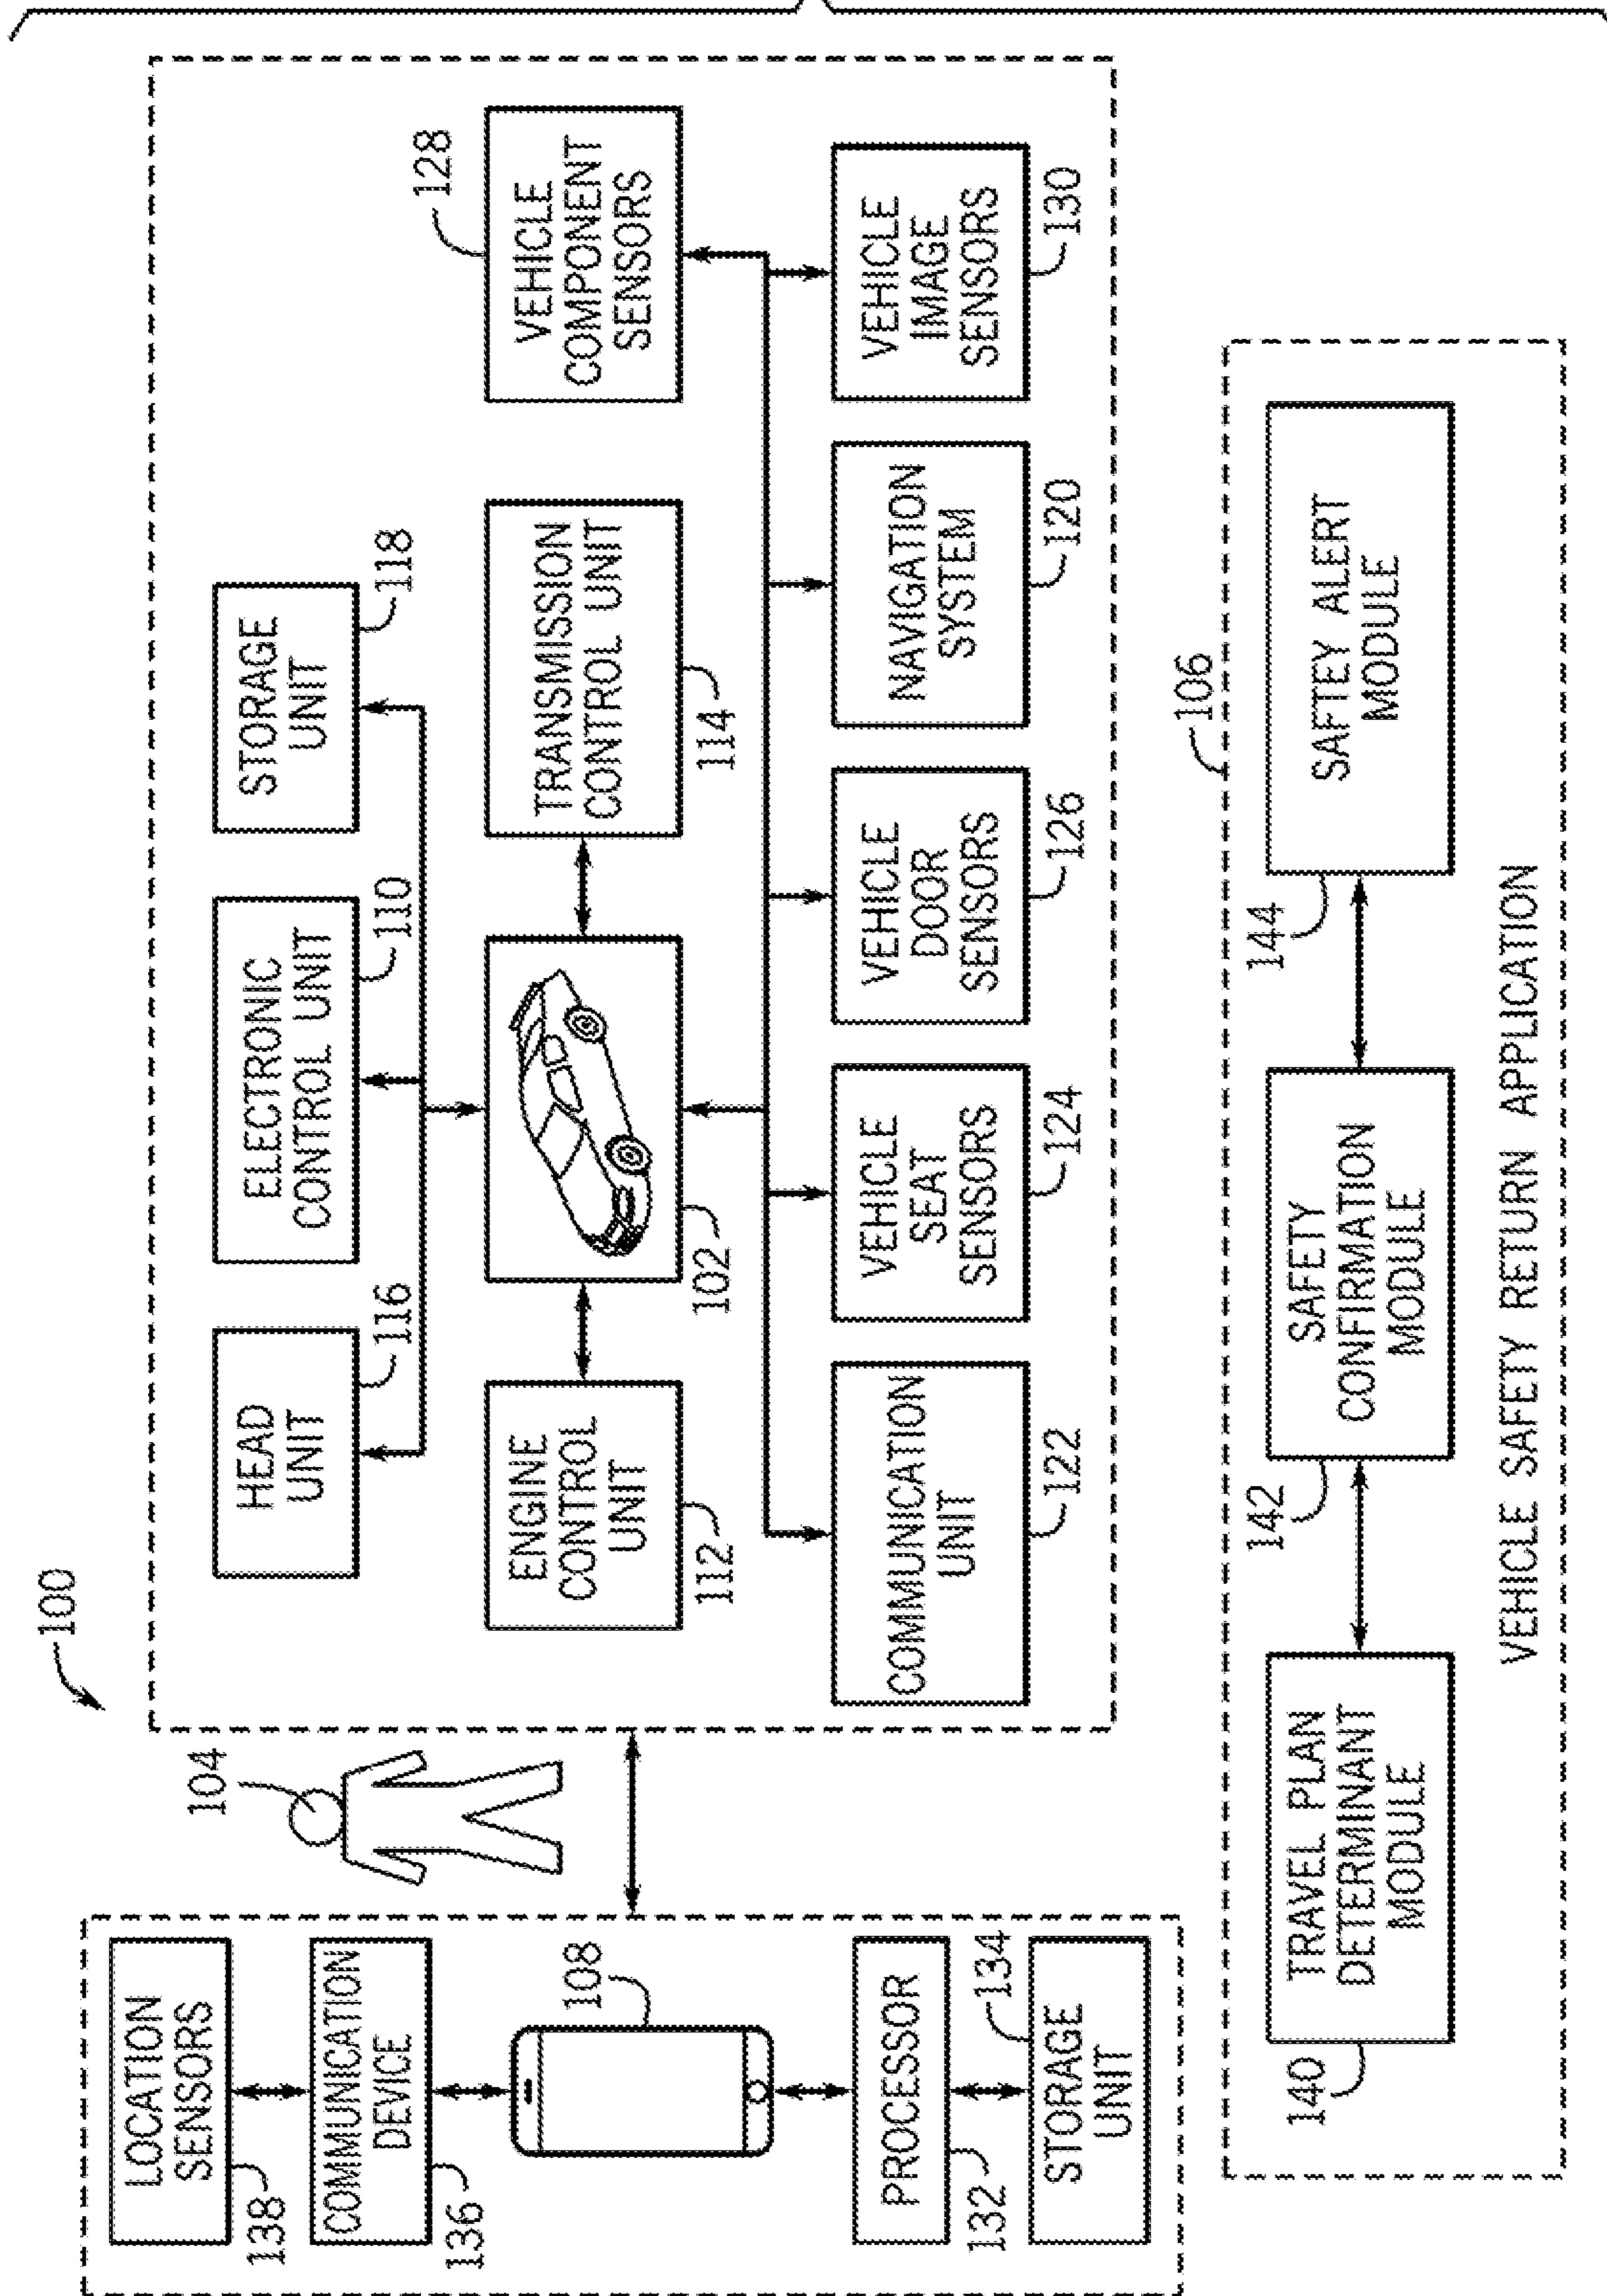 100
104
LOCATION
SENSORS
138
COMMUNICATION
DEVICE
136
108
PROCESSOR
132
134
STORAGE
UNIT
HEAD
UNIT
116
ELECTRONIC
CONTROL UNIT
110
STORAGE
UNIT
118
ENGINE
CONTROL
UNIT
112
102
TRANSMISSION
CONTROL UNIT
114
128
VEHICLE
COMPONENT
SENSORS
COMMUNICATION
UNIT
122
VEHICLE
SEAT
SENSORS
124
VEHICLE
DOOR
SENSORS
126
NAVIGATION
SYSTEM
120
VEHICLE
IMAGE
SENSORS
130
106
140
TRAVEL PLAN
DETERMINANT
MODULE
142
SAFETY
CONFIRMATION
MODULE
144
SAFTEY ALERT
MODULE
VEHICLE SAFETY RETURN APPLICATION